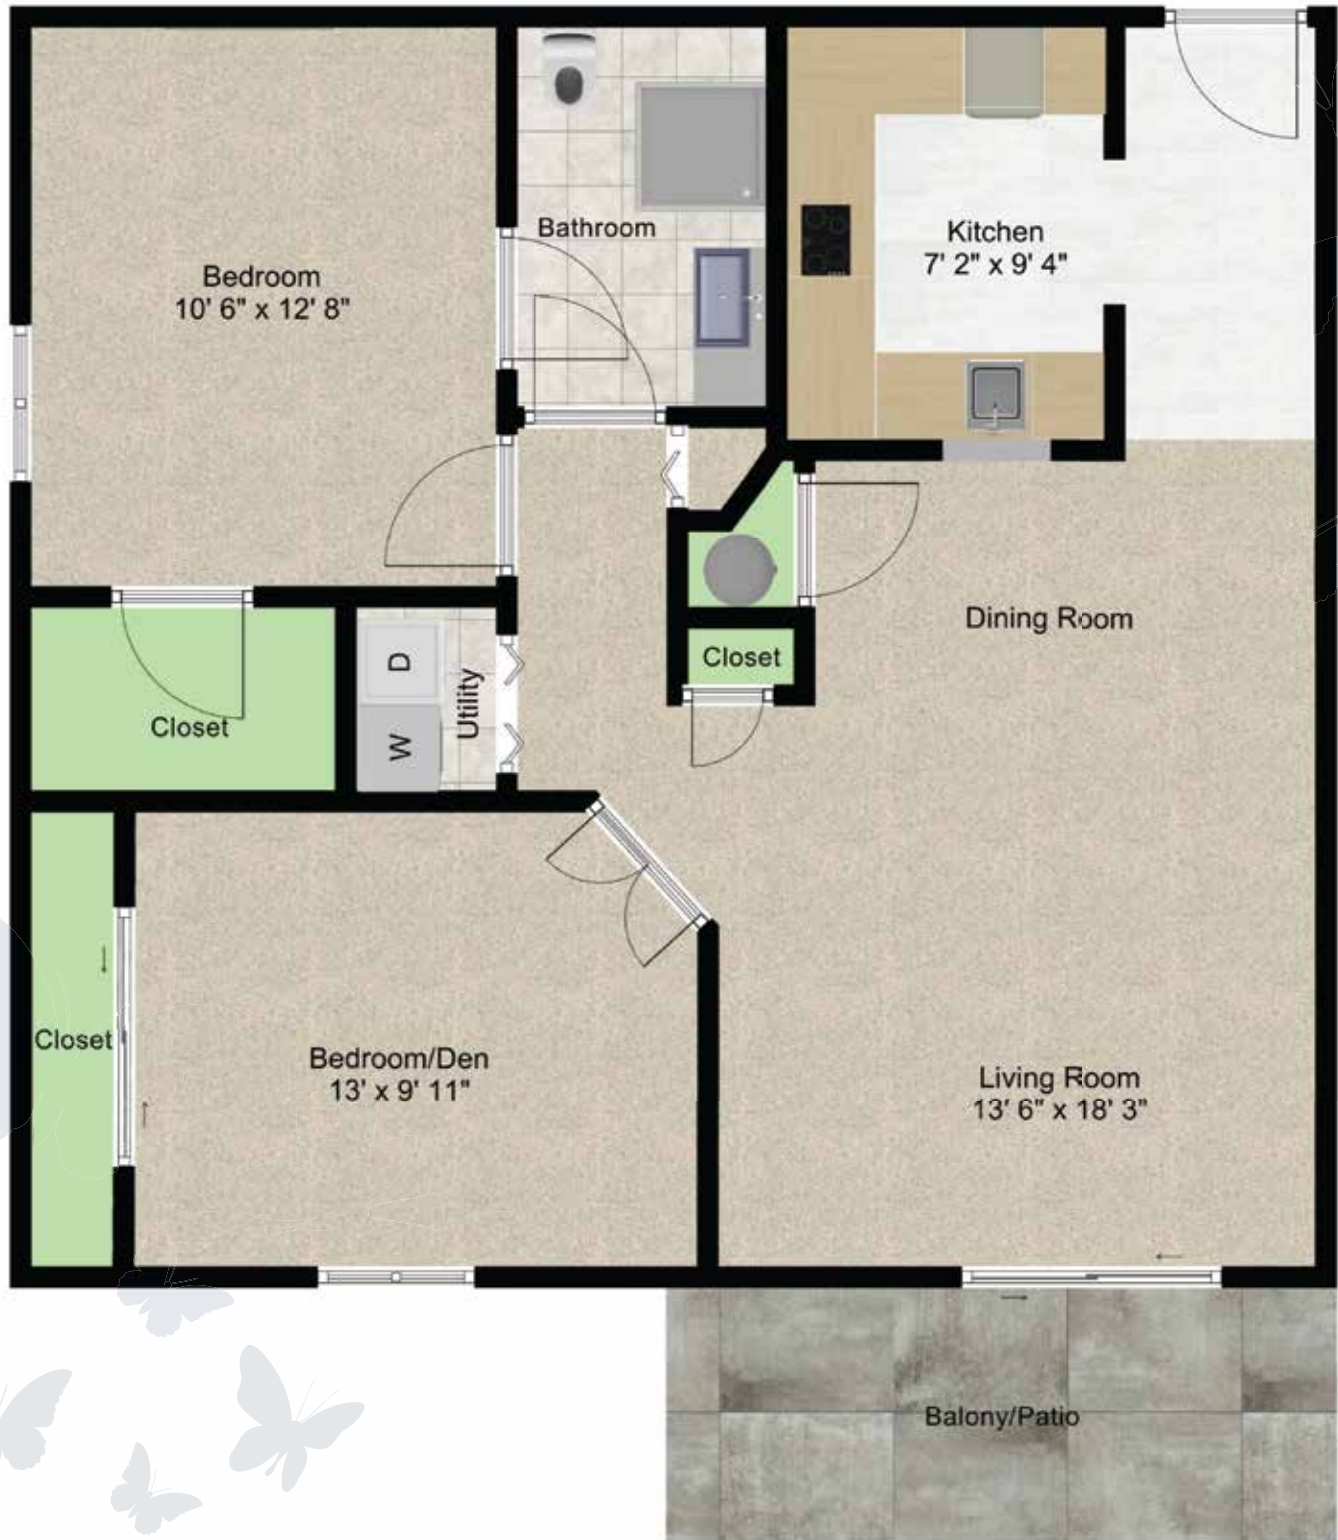 Bathroom
Kitchen
7' 2" x 9' 4"
Bedroom
10' 6" x 12' 8"
Dining Room
Closet
D
Utility
W
Closet
Closet
Bedroom/Den
13' x 9' 11"
Living Room
13' 6" x 18' 3"
Balony/Patio